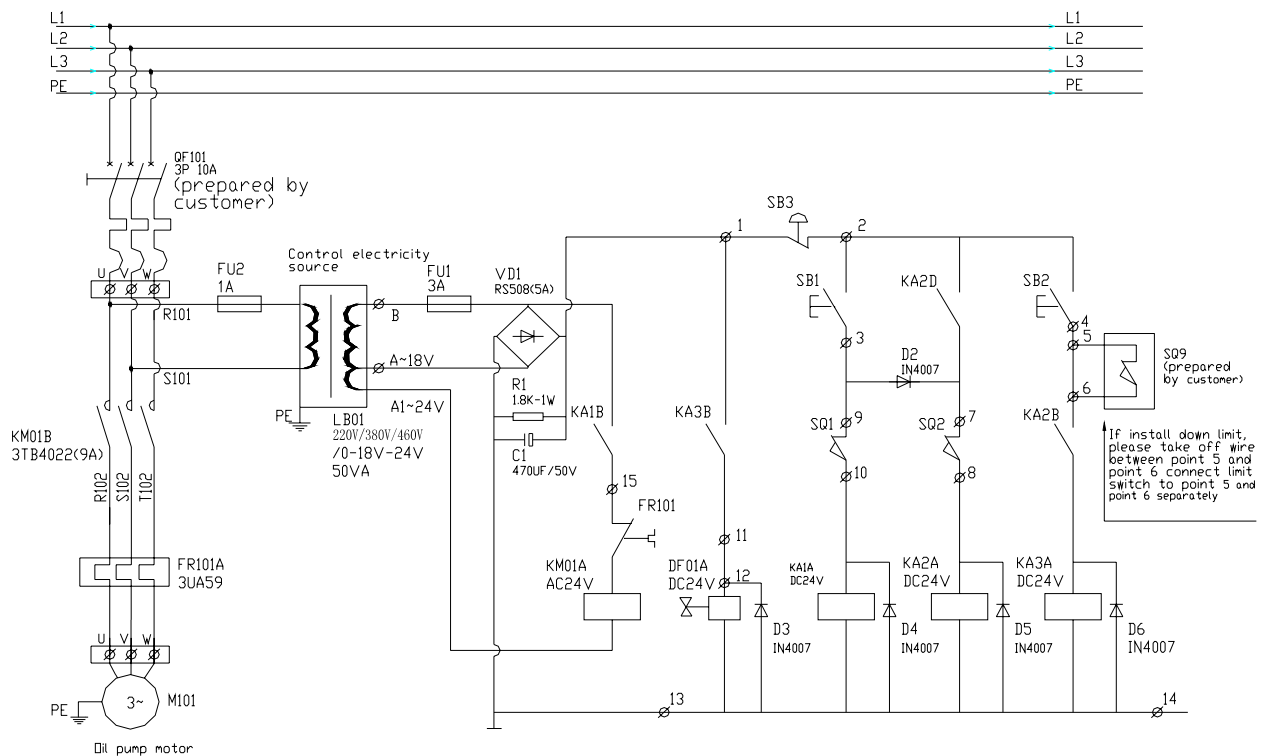 L1
L1
L2
L2
L3
L3
PE
PE
QF101
3P 10A
(prepared by
customer)
U V W
R101
S101
FU2
1A
Control electricity
source
PE
LB01
220V/380V/460V
/0-18V-24V
50VA
B
A~18V
A1~24V
FU1
3A
VD1
RS508(5A)
R1
1.8K-1W
C1
470UF/50V
KA1B
15
FR101
KM01A
AC24V
1
SB3
2
KA3B
11
DF01A
DC24V
12
D3
IN4007
SB1
3
D2
IN4007
SQ1
9
10
KA1A
DC24V
D4
IN4007
KA2D
SQ2
7
8
KA2A
DC24V
D5
IN4007
SB2
4
5
6
SQ9
(prepared
by customer)
KA2B
If install down limit,
please take off wire
between point 5 and
point 6 connect limit
switch to point 5 and
point 6 separately
KA3A
DC24V
D6
IN4007
13
14
KM01B
3TB4022(9A)
R102
S102
T102
FR101A
3UA59
U V W
3~
M101
PE
Oil pump motor